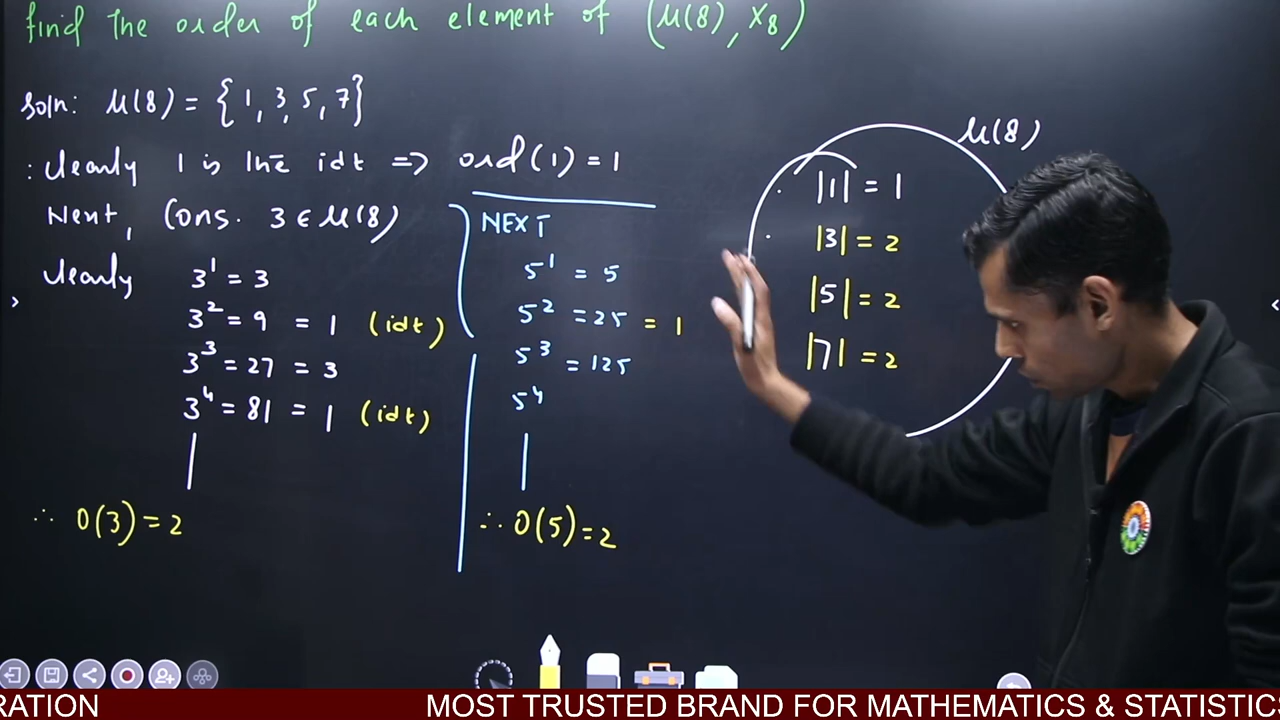 find the order of each element of (μ(8), ×₈)
Soln: μ(8) = {1, 3, 5, 7}
: Clearly 1 is the idt => ord(1) = 1
Next, Cons. 3 ∈ μ(8)
Clearly 3¹ = 3
3² = 9 = 1 (idt)
3³ = 27 = 3
3⁴ = 81 = 1 (idt)
∴ O(3) = 2
NEXT
5¹ = 5
5² = 25 = 1
5³ = 125
5⁴
∴ O(5) = 2
μ(8)
|1| = 1
|3| = 2
|5| = 2
|7| = 2
RATION MOST TRUSTED BRAND FOR MATHEMATICS & STATISTICS